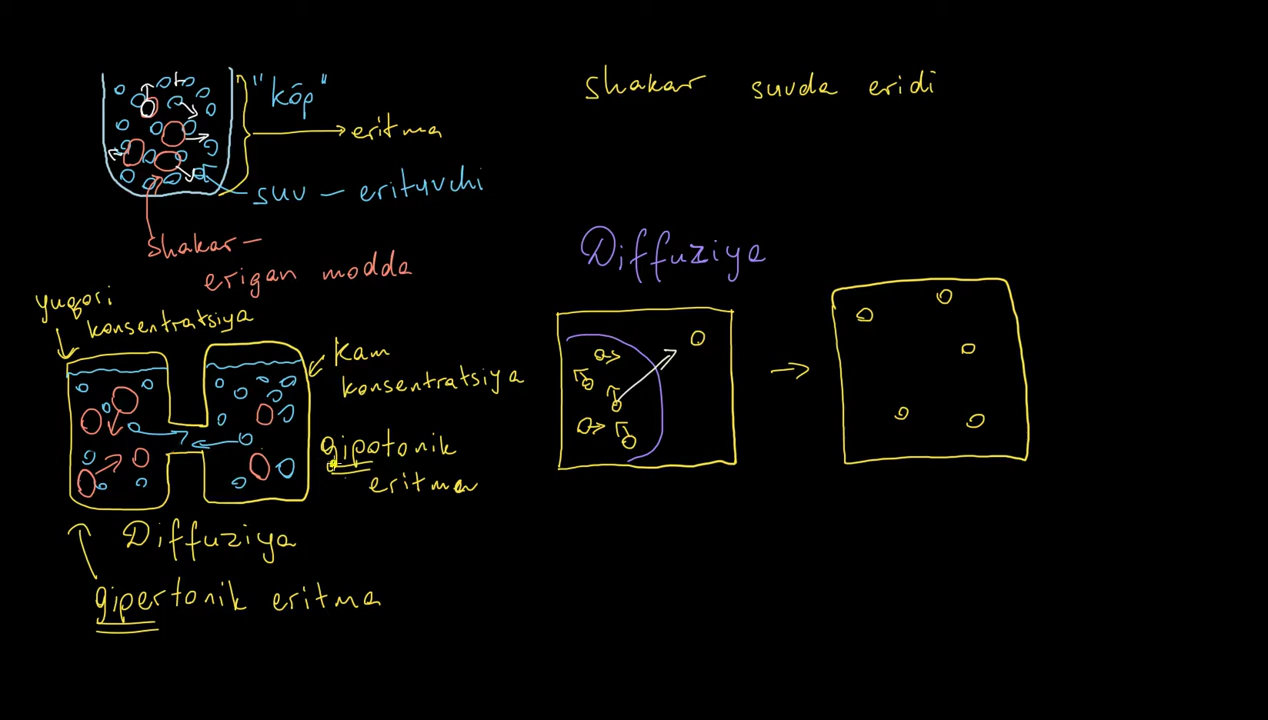 shakar suvda eridi
"ko̅p"
eritma
suv – erituvchi
shakar –
erigan modda
Diffuziya
yuqori
konsentratsiya
kam
konsentratsiya
gipotonik
eritma
Diffuziya
gipertonik eritma